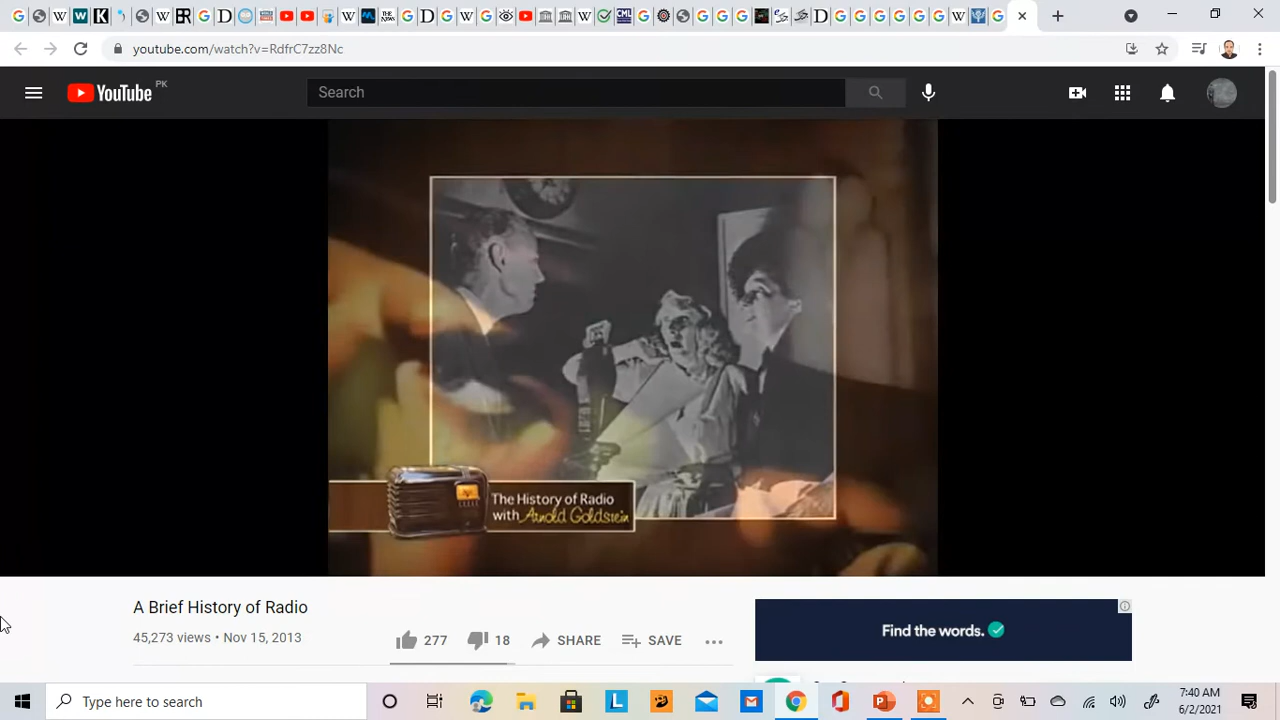 youtube.com/watch?v=RdfrC7zz8Nc
YouTube PK
Search
The History of Radio
with Arnold Goldstein
A Brief History of Radio
45,273 views • Nov 15, 2013
277
18
SHARE
SAVE
Find the words.
Type here to search
7:40 AM
6/2/2021